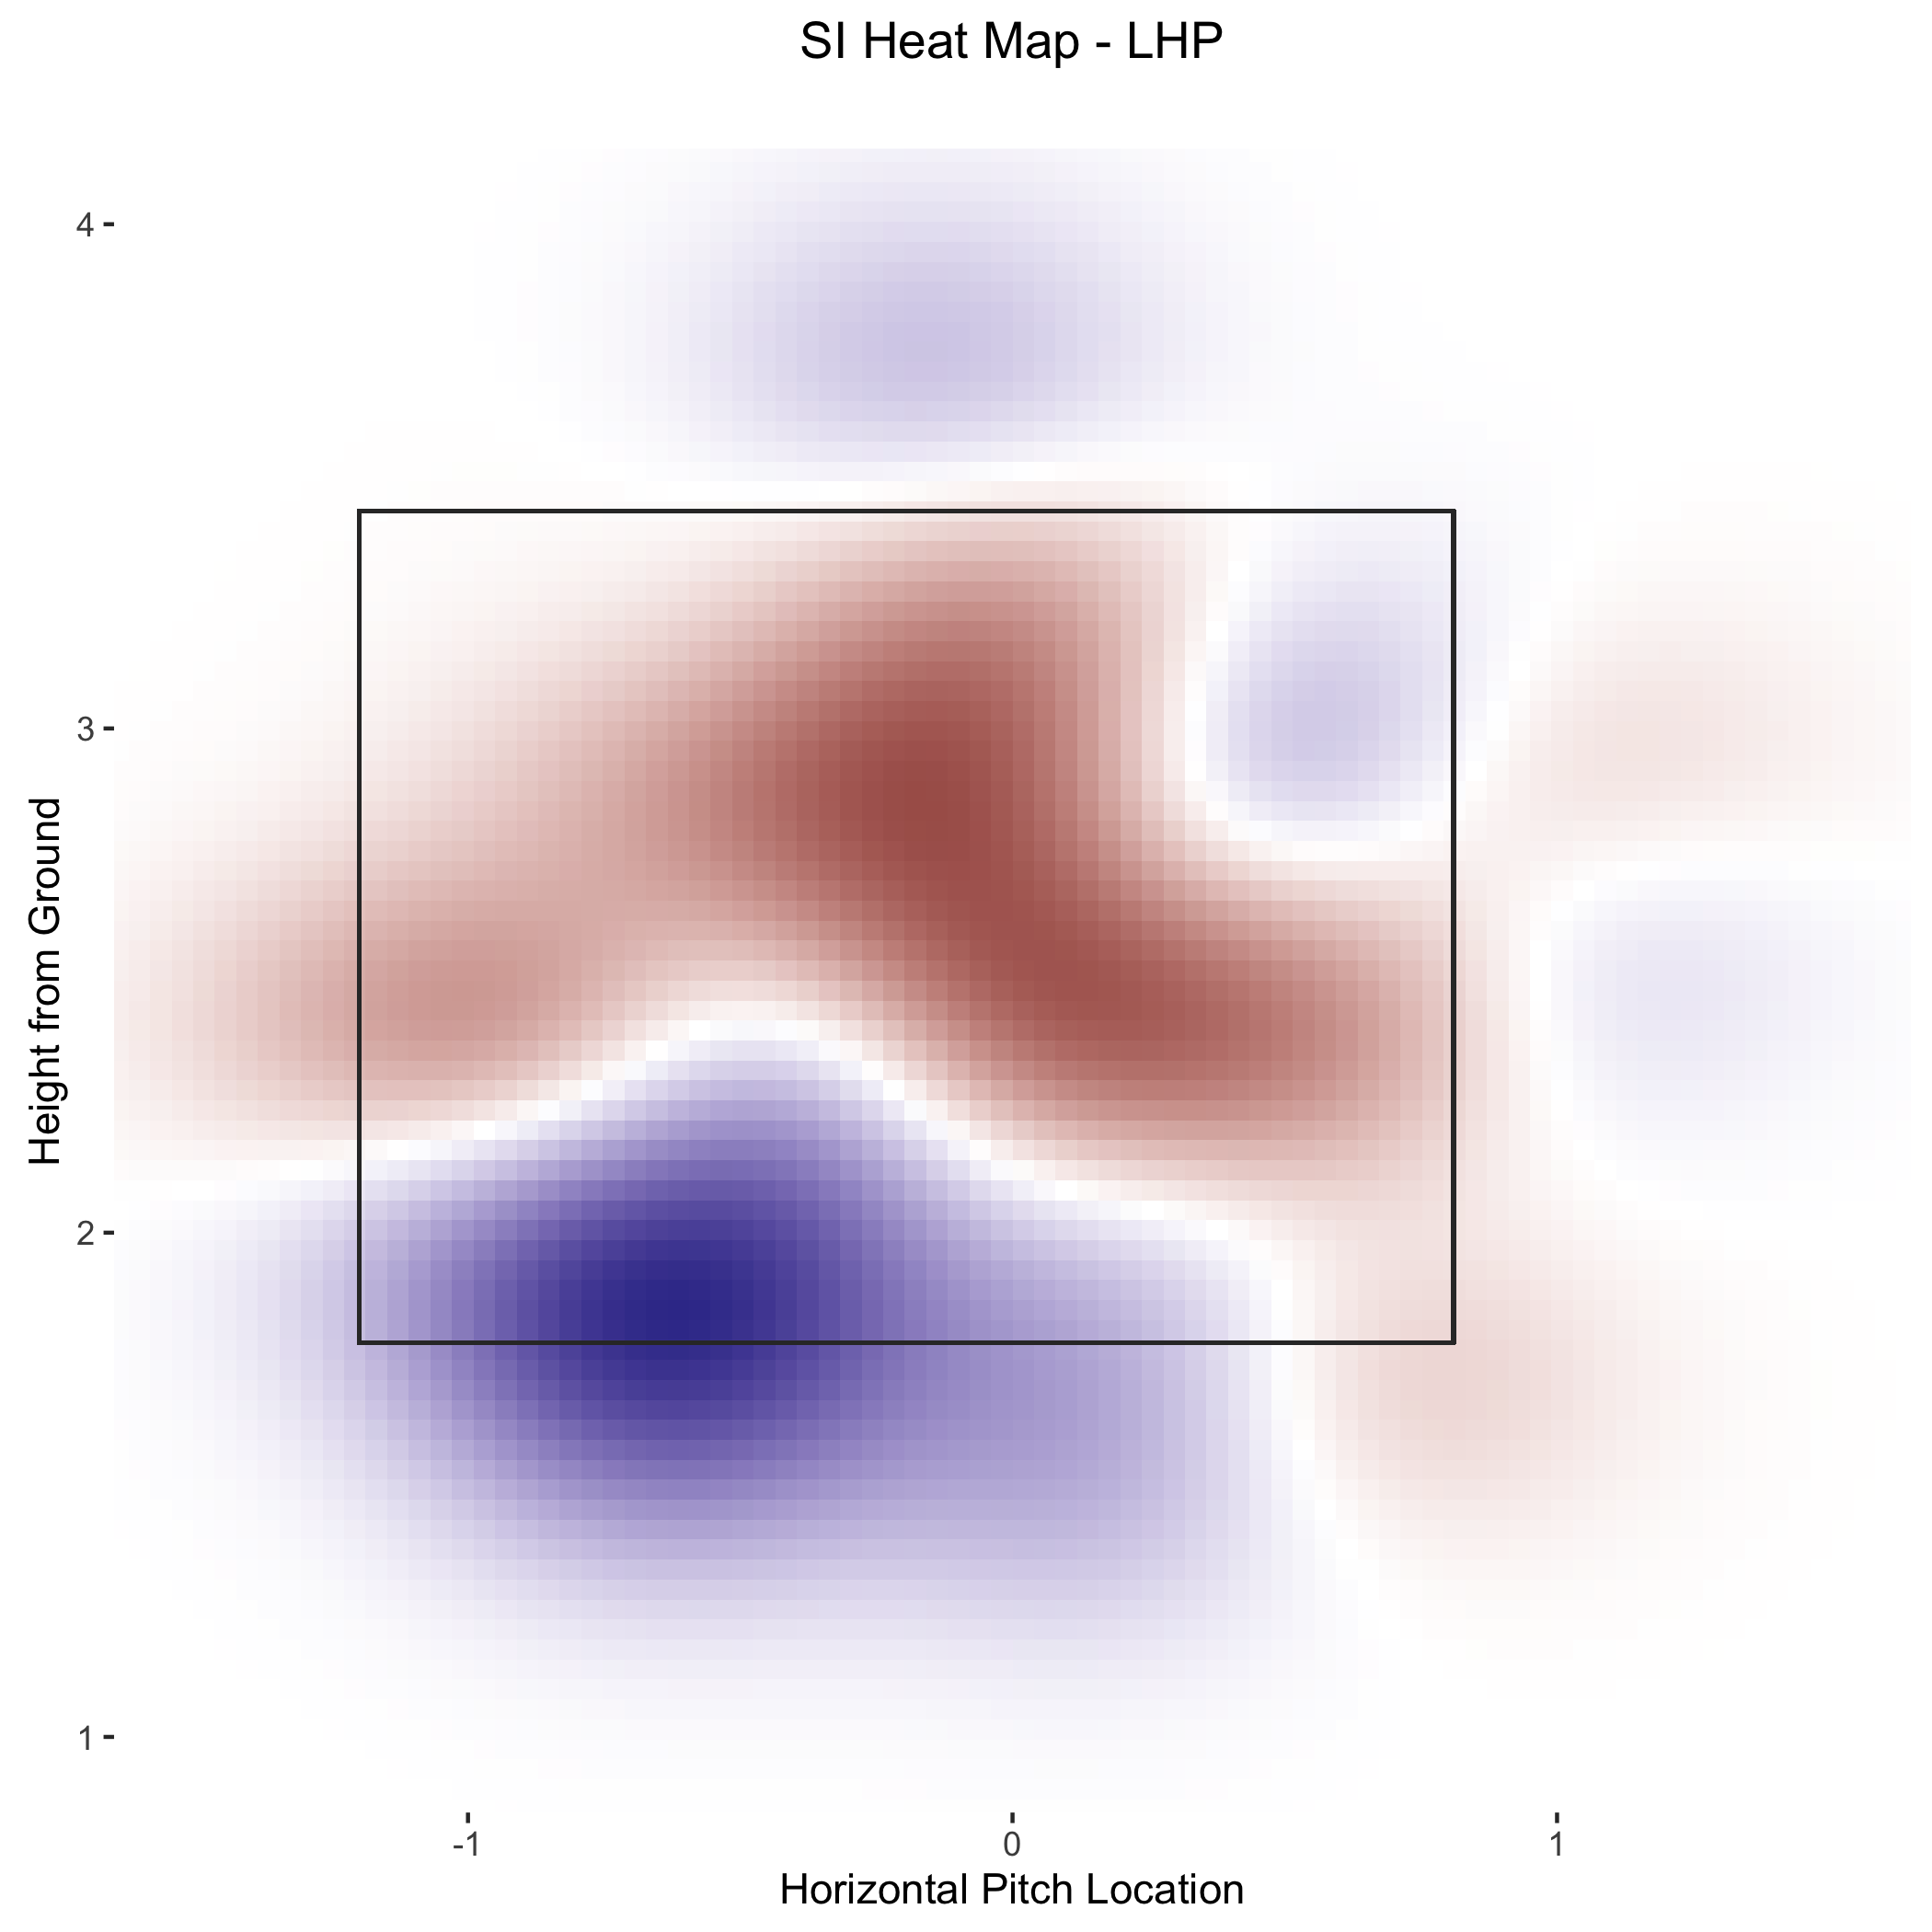 SI Heat Map - LHP
4
3
2
1
Height from Ground
-1 0 1
Horizontal Pitch Location